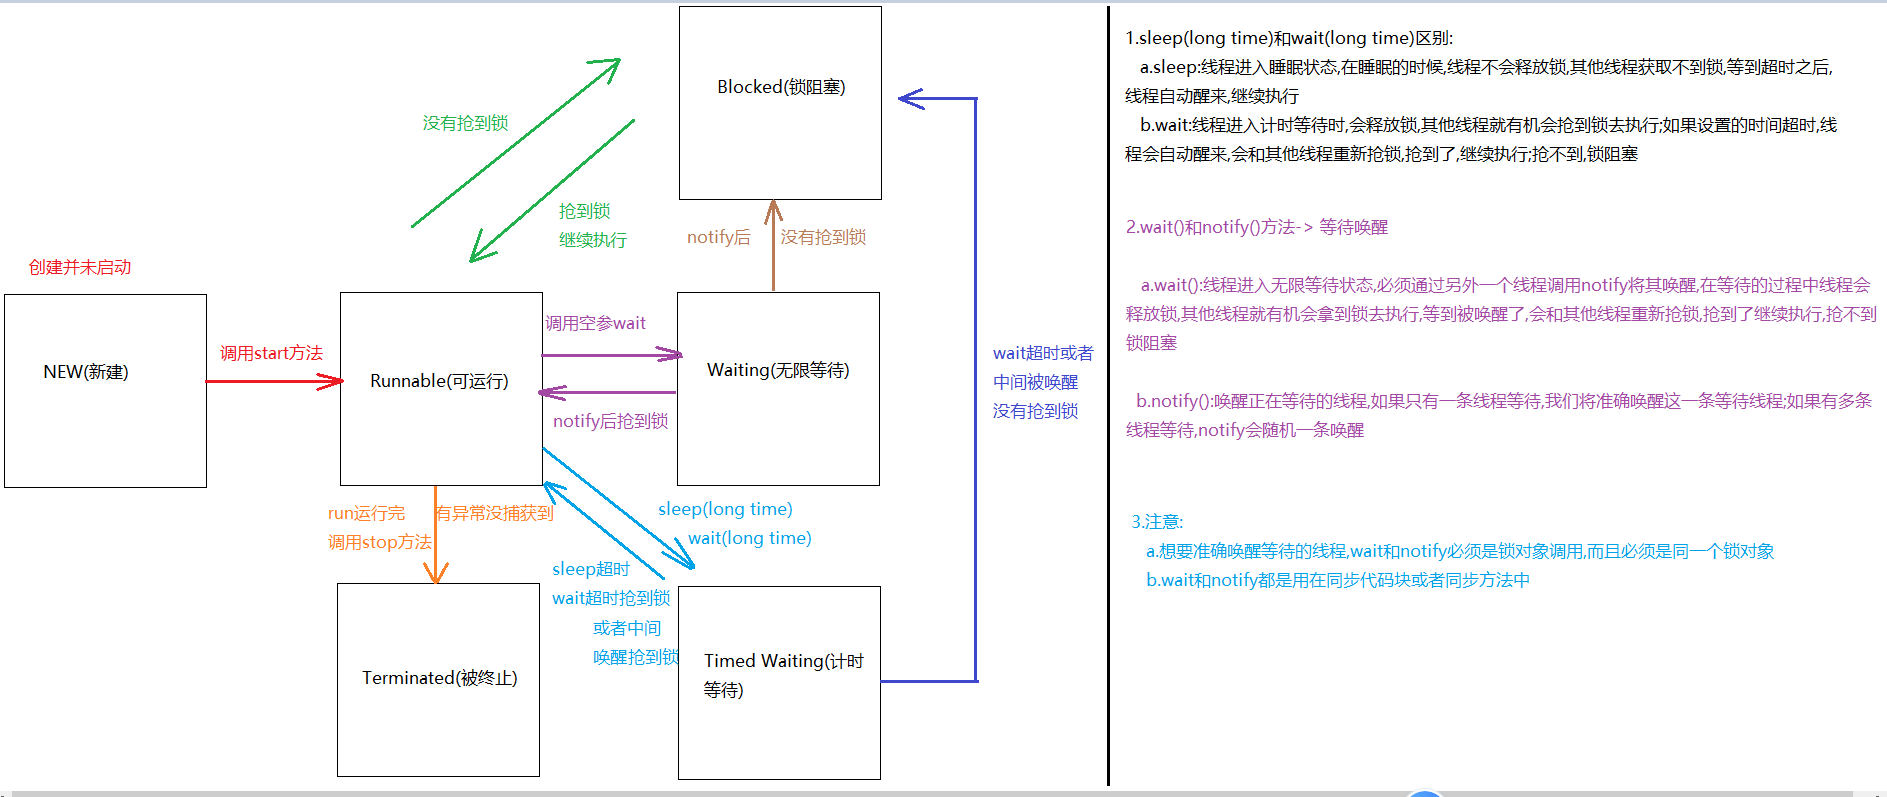 Blocked(锁阻塞)
没有抢到锁
抢到锁
继续执行
notify后
没有抢到锁
创建并未启动
NEW(新建)
调用start方法
Runnable(可运行)
调用空参wait
notify后抢到锁
Waiting(无限等待)
wait超时或者
中间被唤醒
没有抢到锁
run运行完
调用stop方法
有异常没捕获到
sleep(long time)
wait(long time)
sleep超时
wait超时抢到锁
或者中间
唤醒抢到锁
Terminated(被终止)
Timed Waiting(计时
等待)
1.sleep(long time)和wait(long time)区别:
a.sleep:线程进入睡眠状态,在睡眠的时候,线程不会释放锁,其他线程获取不到锁,等到超时之后,
线程自动醒来,继续执行
b.wait:线程进入计时等待时,会释放锁,其他线程就有机会抢到锁去执行;如果设置的时间超时,线
程会自动醒来,会和其他线程重新抢锁,抢到了,继续执行;抢不到,锁阻塞
2.wait()和notify()方法-> 等待唤醒
a.wait():线程进入无限等待状态,必须通过另外一个线程调用notify将其唤醒,在等待的过程中线程会
释放锁,其他线程就有机会拿到锁去执行,等到被唤醒了,会和其他线程重新抢锁,抢到了继续执行,抢不到
锁阻塞
b.notify():唤醒正在等待的线程,如果只有一条线程等待,我们将准确唤醒这一条等待线程;如果有多条
线程等待,notify会随机一条唤醒
3.注意:
a.想要准确唤醒等待的线程,wait和notify必须是锁对象调用,而且必须是同一个锁对象
b.wait和notify都是用在同步代码块或者同步方法中